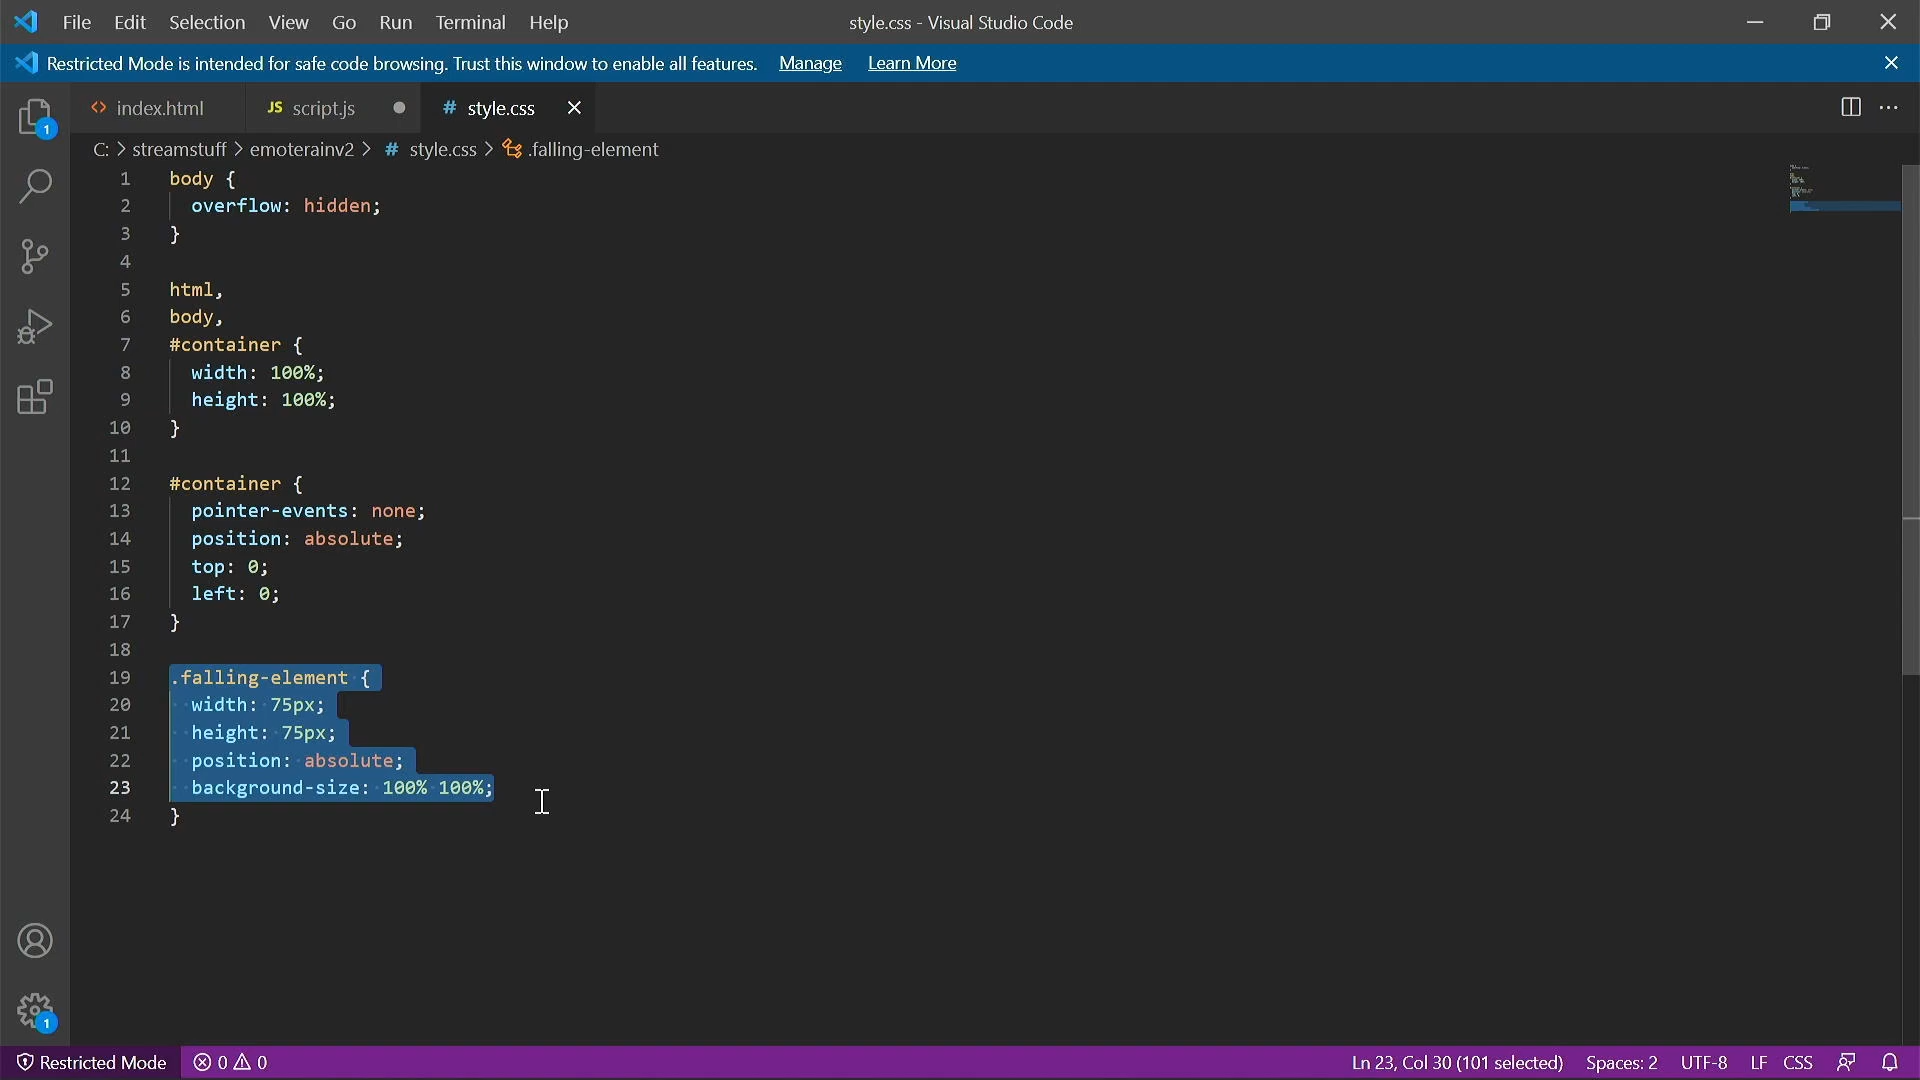 File Edit Selection View Go Run Terminal Help style.css - Visual Studio Code
Restricted Mode is intended for safe code browsing. Trust this window to enable all features. Manage Learn More
<> index.html JS script.js # style.css
C: > streamstuff > emoterainv2 > # style.css > .falling-element
1 body {
2 overflow: hidden;
3 }
4
5 html,
6 body,
7 #container {
8 width: 100%;
9 height: 100%;
10 }
11
12 #container {
13 pointer-events: none;
14 position: absolute;
15 top: 0;
16 left: 0;
17 }
18
19 .falling-element {
20 width: 75px;
21 height: 75px;
22 position: absolute;
23 background-size: 100% 100%;
24 }
1
1
Restricted Mode 0 0 Ln 23, Col 30 (101 selected) Spaces: 2 UTF-8 LF CSS